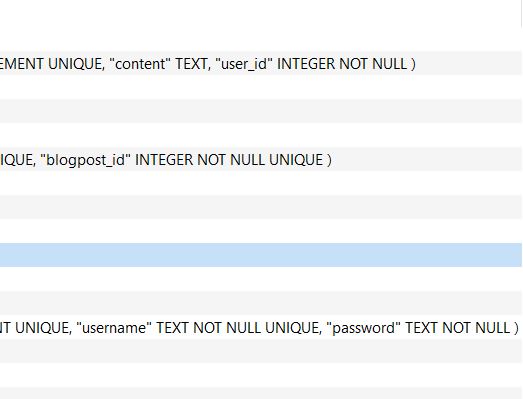 EMENT UNIQUE, "content" TEXT, "user_id" INTEGER NOT NULL )
IQUE, "blogpost_id" INTEGER NOT NULL UNIQUE )
NT UNIQUE, "username" TEXT NOT NULL UNIQUE, "password" TEXT NOT NULL )